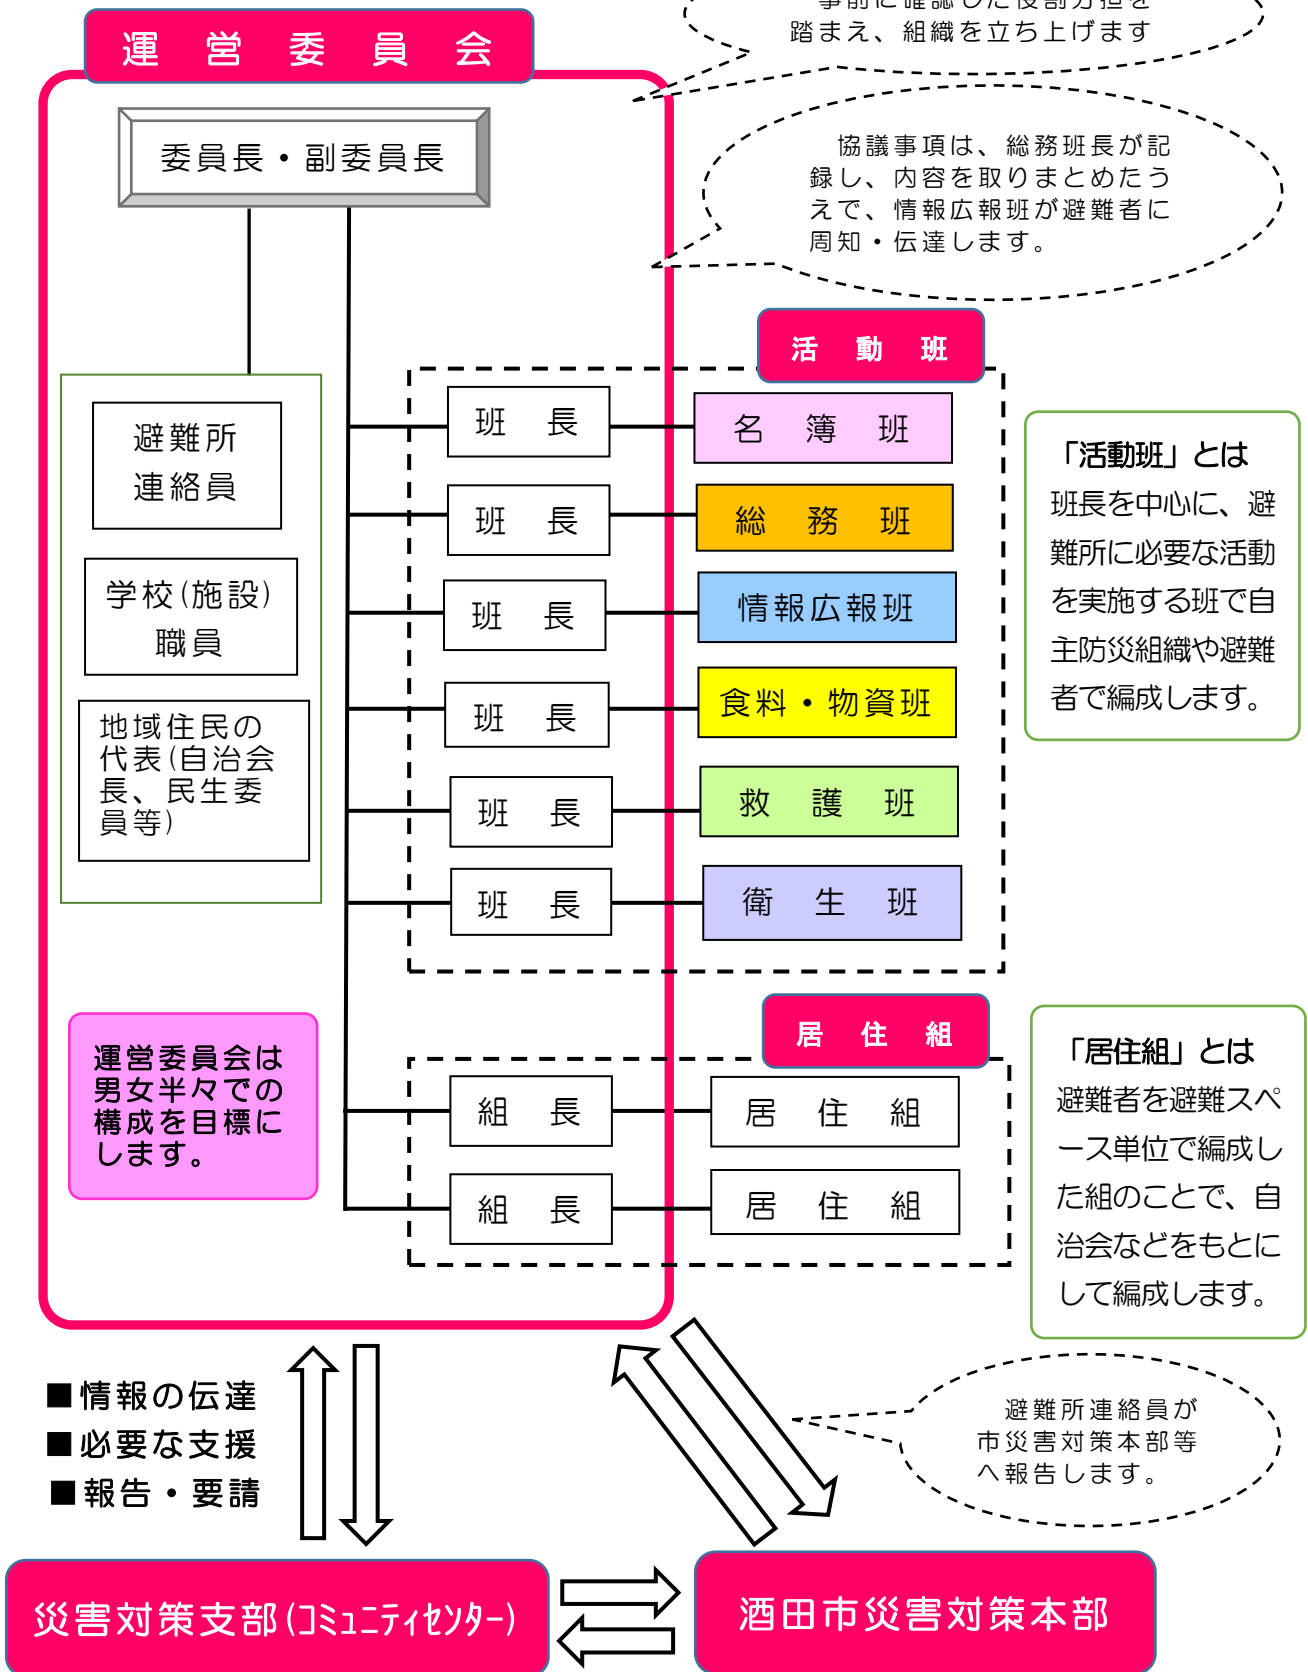 事前に確認した役割分担を
踏まえ、組織を立ち上げます
運営委員会
委員長・副委員長
協議事項は、総務班長が記
録し、内容を取りまとめたう
えで、情報広報班が避難者に
周知・伝達します。
活動班
避難所
連絡員
学校(施設)
職員
地域住民の
代表(自治会
長、民生委
員等)
班長
名簿班
班長
総務班
班長
情報広報班
班長
食料・物資班
班長
救護班
班長
衛生班
「活動班」とは
班長を中心に、避
難所に必要な活動
を実施する班で自
主防災組織や避難
者で編成します。
運営委員会は
男女半々での
構成を目標に
します。
居住組
組長
居住組
組長
居住組
「居住組」とは
避難者を避難スペ
ース単位で編成し
た組のことで、自
治会などをもとに
して編成します。
■情報の伝達
■必要な支援
■報告・要請
避難所連絡員が
市災害対策本部等
へ報告します。
災害対策支部(ｺﾐｭﾆﾃｨｾﾝﾀｰ)
酒田市災害対策本部